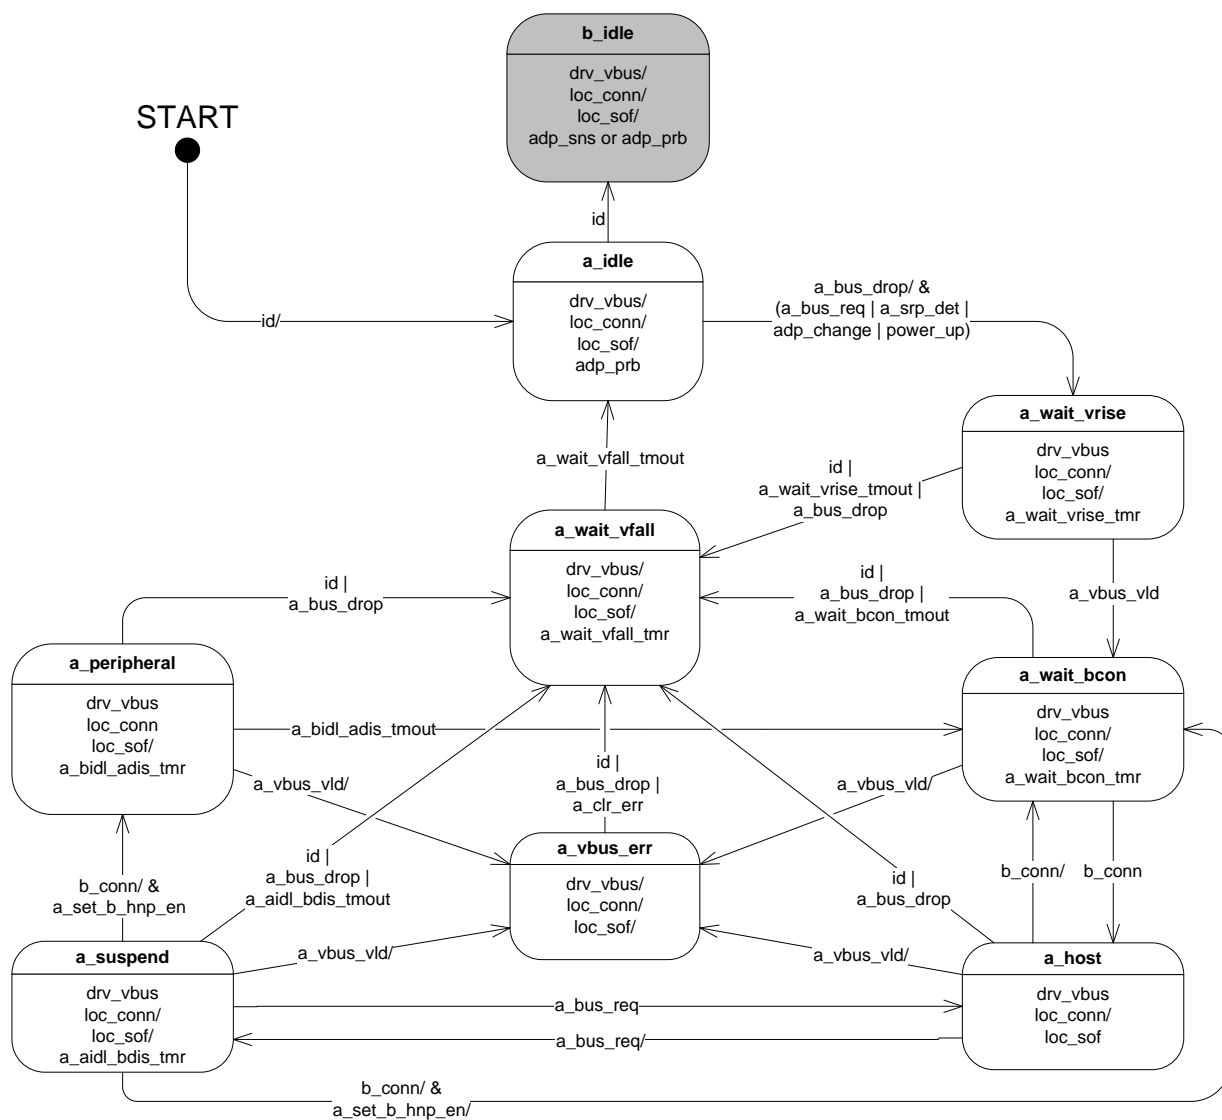 b_idle
drv_vbus/
loc_conn/
loc_sof/
adp_sns or adp_prb
START
id
a_idle
drv_vbus/
loc_conn/
loc_sof/
adp_prb
id/
a_bus_drop/ &
(a_bus_req | a_srp_det |
adp_change | power_up)
a_wait_vrise
drv_vbus
loc_conn/
loc_sof/
a_wait_vrise_tmr
a_wait_vfall_tmout
id |
a_wait_vrise_tmout |
a_bus_drop
a_wait_vfall
drv_vbus/
loc_conn/
loc_sof/
a_wait_vfall_tmr
id |
a_bus_drop
id |
a_bus_drop |
a_wait_bcon_tmout
a_vbus_vld
a_peripheral
drv_vbus
loc_conn
loc_sof/
a_bidl_adis_tmr
a_wait_bcon
drv_vbus
loc_conn/
loc_sof/
a_wait_bcon_tmr
a_bidl_adis_tmout
a_vbus_vld/
id |
a_bus_drop |
a_clr_err
a_vbus_vld/
a_vbus_err
drv_vbus/
loc_conn/
loc_sof/
b_conn/ &
a_set_b_hnp_en
id |
a_bus_drop |
a_aidl_bdis_tmout
id |
a_bus_drop
b_conn/
b_conn
a_suspend
drv_vbus
loc_conn/
loc_sof/
a_aidl_bdis_tmr
a_vbus_vld/
a_vbus_vld/
a_host
drv_vbus
loc_conn/
loc_sof
a_bus_req
a_bus_req/
b_conn/ &
a_set_b_hnp_en/